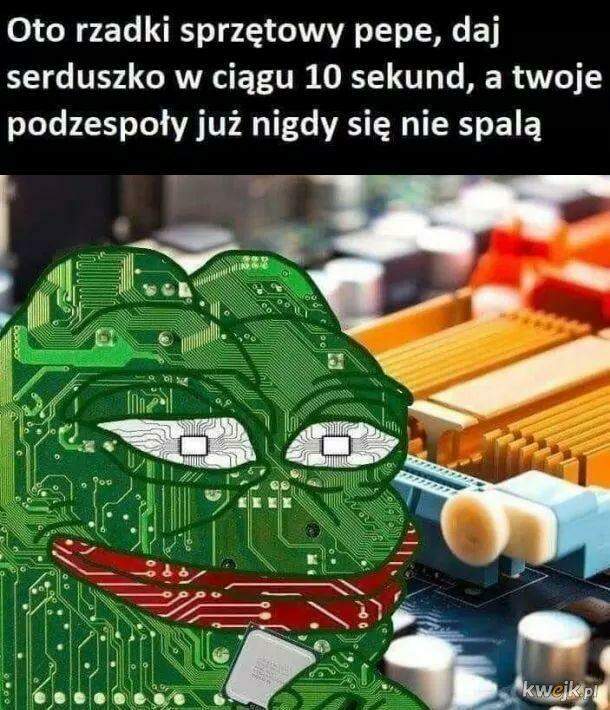 Oto rzadki sprzętowy pepe, daj
serduszko w ciągu 10 sekund, a twoje
podzespoły już nigdy się nie spalą
kwejk.pl